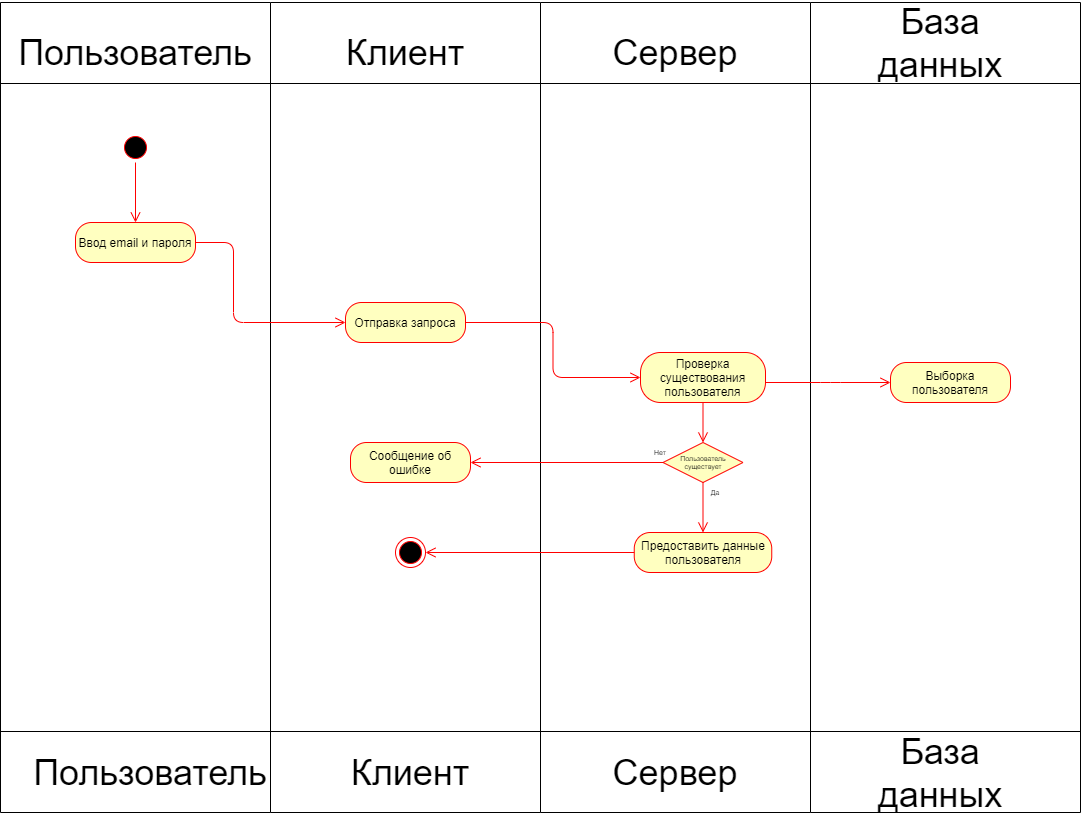 Пользователь
Клиент
Сервер
База
данных
Ввод email и пароля
Отправка запроса
Проверка
существования
пользователя
Выборка
пользователя
Сообщение об
ошибке
Нет
Пользователь
существует
Да
Предоставить данные
пользователя
Пользователь
Клиент
Сервер
База
данных